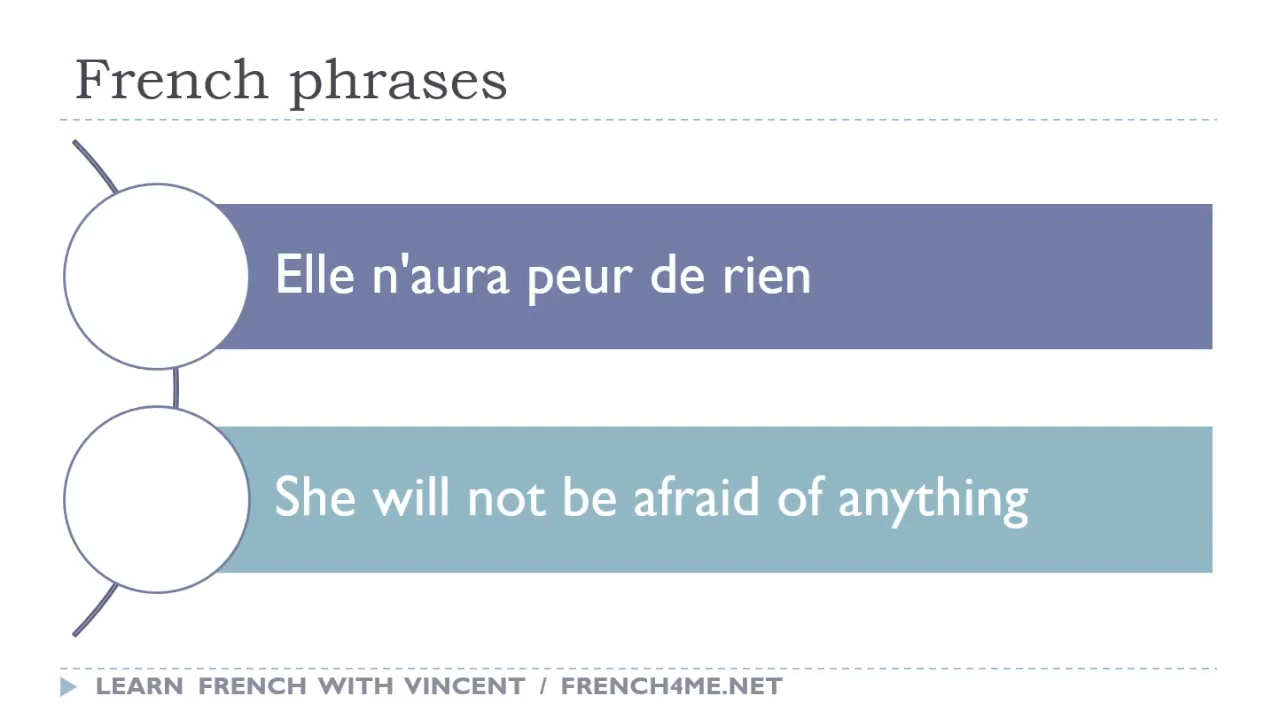 French phrases
Elle n'aura peur de rien
She will not be afraid of anything
LEARN FRENCH WITH VINCENT / FRENCH4ME.NET